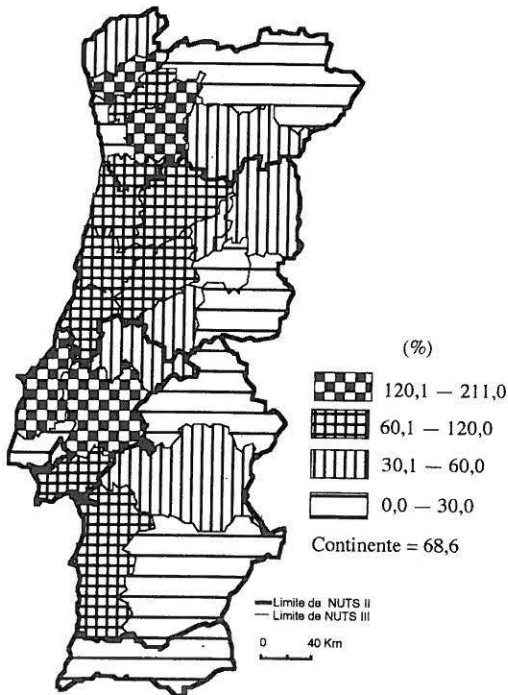 (%)
120,1 — 211,0
60,1 — 120,0
30,1 — 60,0
0,0 — 30,0
Continente = 68,6
Limite de NUTS II
Limite de NUTS III
0 40 Km